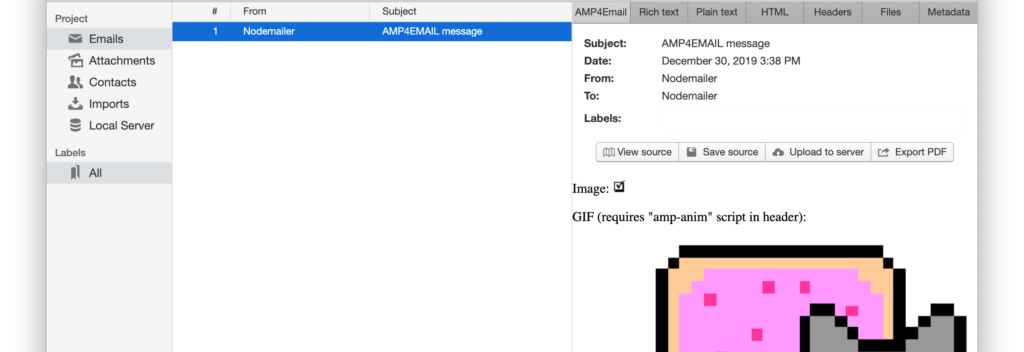 Project
Emails
Attachments
Contacts
Imports
Local Server
Labels
All
# From Subject
1 Nodemailer AMP4EMAIL message
AMP4Email Rich text Plain text HTML Headers Files Metadata
Subject: AMP4EMAIL message
Date: December 30, 2019 3:38 PM
From: Nodemailer
To: Nodemailer
Labels:
View source Save source Upload to server Export PDF
Image:
GIF (requires "amp-anim" script in header):